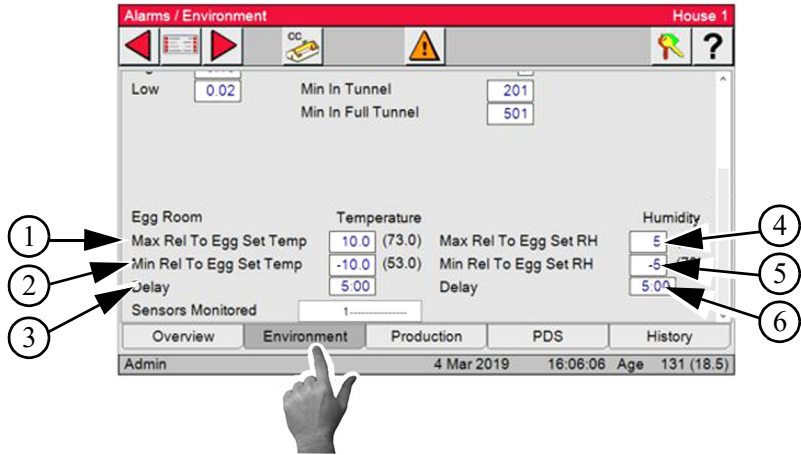 Alarms / Environment House 1
CC
?
Low 0.02 Min In Tunnel 201
Min In Full Tunnel 501
Egg Room Temperature Humidity
1 Max Rel To Egg Set Temp 10.0 (73.0) Max Rel To Egg Set RH 5 4
2 Min Rel To Egg Set Temp -10.0 (53.0) Min Rel To Egg Set RH -5 5
3 Delay 5:00 Delay 5:00 6
Sensors Monitored 1---------------
Overview Environment Production PDS History
Admin 4 Mar 2019 16:06:06 Age 131 (18.5)